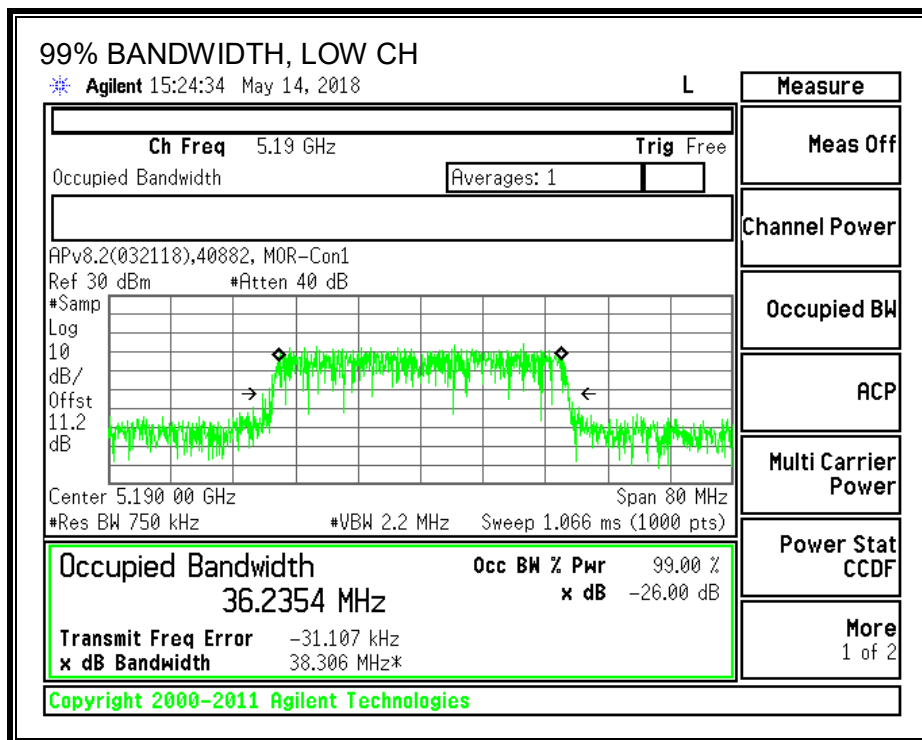 99% BANDWIDTH, LOW CH
Agilent 15:24:34 May 14, 2018 L
Measure
Ch Freq 5.19 GHz Trig Free
Meas Off
Occupied Bandwidth Averages: 1
Channel Power
APv8.2(032118),40882, MOR-Con1
Ref 30 dBm #Atten 40 dB
#Samp
Log
10
dB/
Offst
11.2
dB
Occupied BW
ACP
Center 5.190 00 GHz Span 80 MHz
#Res BW 750 kHz #VBW 2.2 MHz Sweep 1.066 ms (1000 pts)
Multi Carrier
Power
Occupied Bandwidth Occ BW % Pwr 99.00 %
36.2354 MHz x dB -26.00 dB
Transmit Freq Error -31.107 kHz
x dB Bandwidth 38.306 MHz*
Power Stat
CCDF
More
1 of 2
Copyright 2000-2011 Agilent Technologies